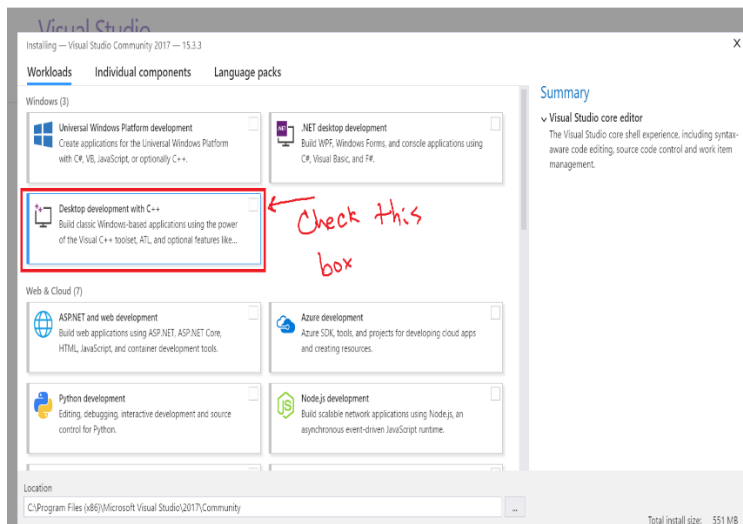 Visual Studio
Installing — Visual Studio Community 2017 — 15.3.3
X
Workloads Individual components Language packs
Windows (3)
Universal Windows Platform development
Create applications for the Universal Windows Platform
with C#, VB, JavaScript, or optionally C++.
.NET desktop development
Build WPF, Windows Forms, and console applications using
C#, Visual Basic, and F#.
Desktop development with C++
Build classic Windows-based applications using the power
of the Visual C++ toolset, ATL, and optional features like...
Check this
box
Web & Cloud (7)
ASP.NET and web development
Build web applications using ASP.NET, ASP.NET Core,
HTML, JavaScript, and container development tools.
Azure development
Azure SDK, tools, and projects for developing cloud apps
and creating resources.
Python development
Editing, debugging, interactive development and source
control for Python.
Node.js development
Build scalable network applications using Node.js, an
asynchronous event-driven JavaScript runtime.
Summary
Visual Studio core editor
The Visual Studio core shell experience, including syntax-
aware code editing, source code control and work item
management.
Location
C:\Program Files (x86)\Microsoft Visual Studio\2017\Community
...
Total install size: 551 MB